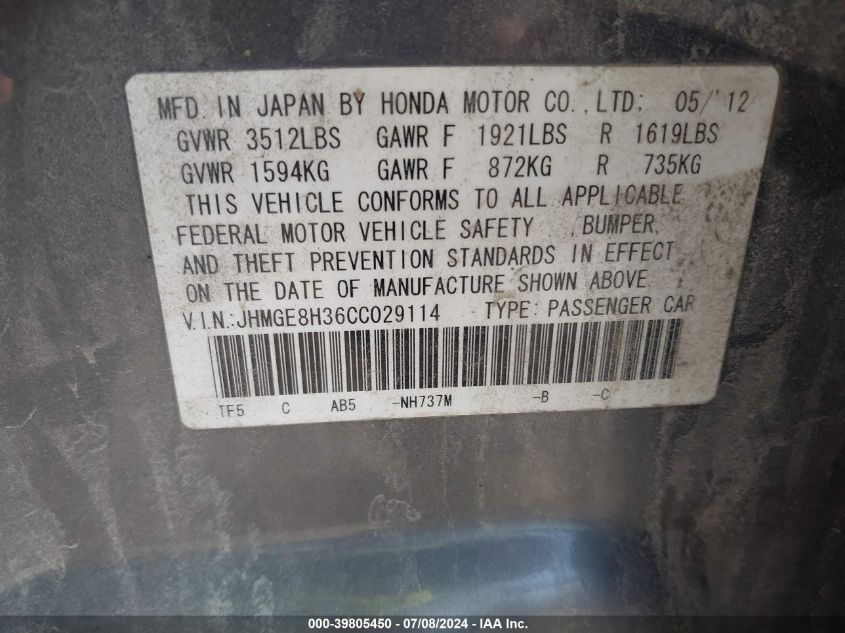 MFD. IN JAPAN BY HONDA MOTOR CO., LTD: 05/'12
GVWR 3512LBS GAWR F 1921LBS R 1619LBS
GVWR 1594KG GAWR F 872KG R 735KG
THIS VEHICLE CONFORMS TO ALL APPLICABLE
FEDERAL MOTOR VEHICLE SAFETY , BUMPER,
AND THEFT PREVENTION STANDARDS IN EFFECT
ON THE DATE OF MANUFACTURE SHOWN ABOVE.
V.I.N.:JHMGE8H36CC029114 TYPE: PASSENGER CAR
TF5 C AB5 -NH737M -B -C
000-39805450 - 07/08/2024 - IAA Inc.